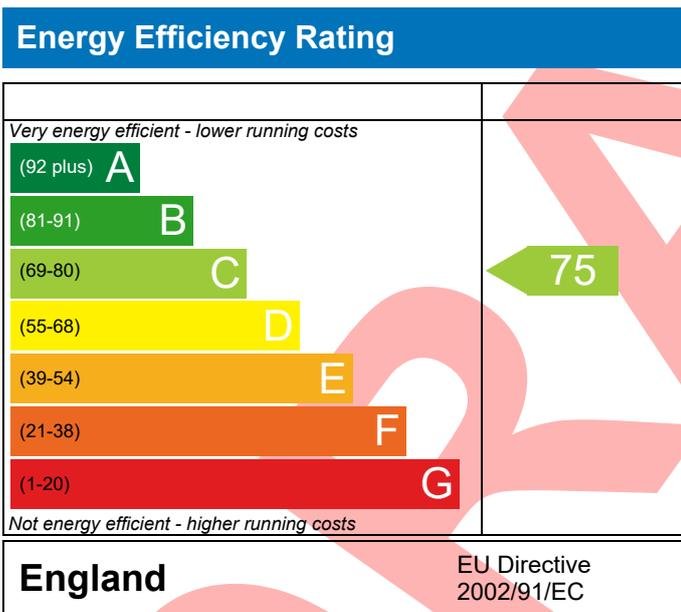 Energy Efficiency Rating
Very energy efficient - lower running costs
(92 plus) A
(81-91) B
(69-80) C
75
(55-68) D
(39-54) E
(21-38) F
(1-20) G
Not energy efficient - higher running costs
England
EU Directive
2002/91/EC